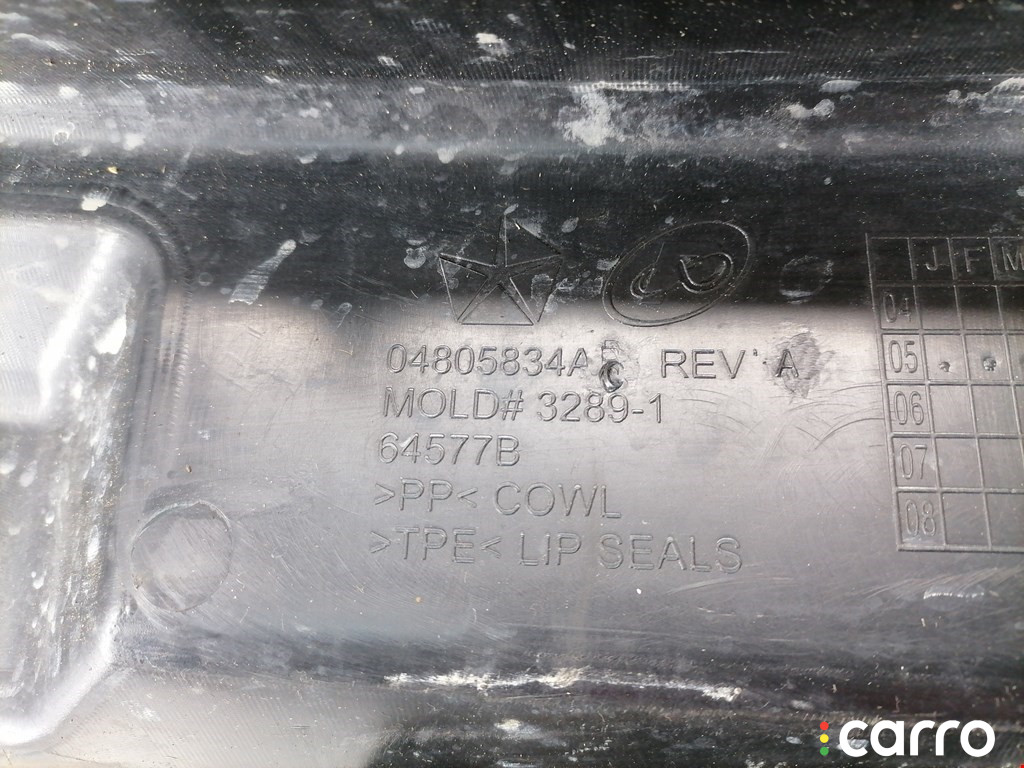 J F M
04
04805834A REV A
05
MOLD# 3289-1
06
64577B
07
>PP< COWL
08
>TPE< LIP SEALS
carro